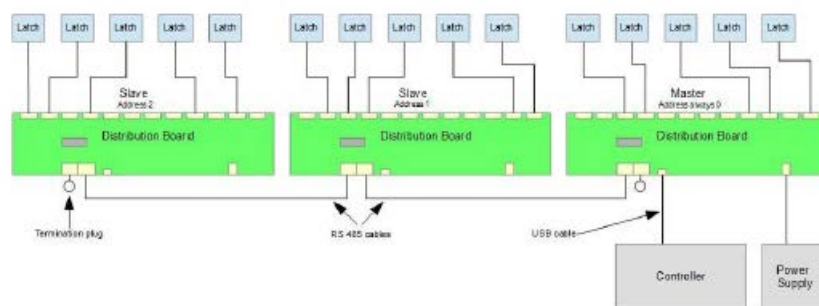 Latch Latch Latch Latch Latch Latch Latch Latch Latch Latch Latch Latch Latch Latch Latch
Slave Slave Master
Address 2 Address 1 Address always 0
Distribution Board Distribution Board Distribution Board
Termination plug RS 485 cables USB cable
Controller Power
Supply